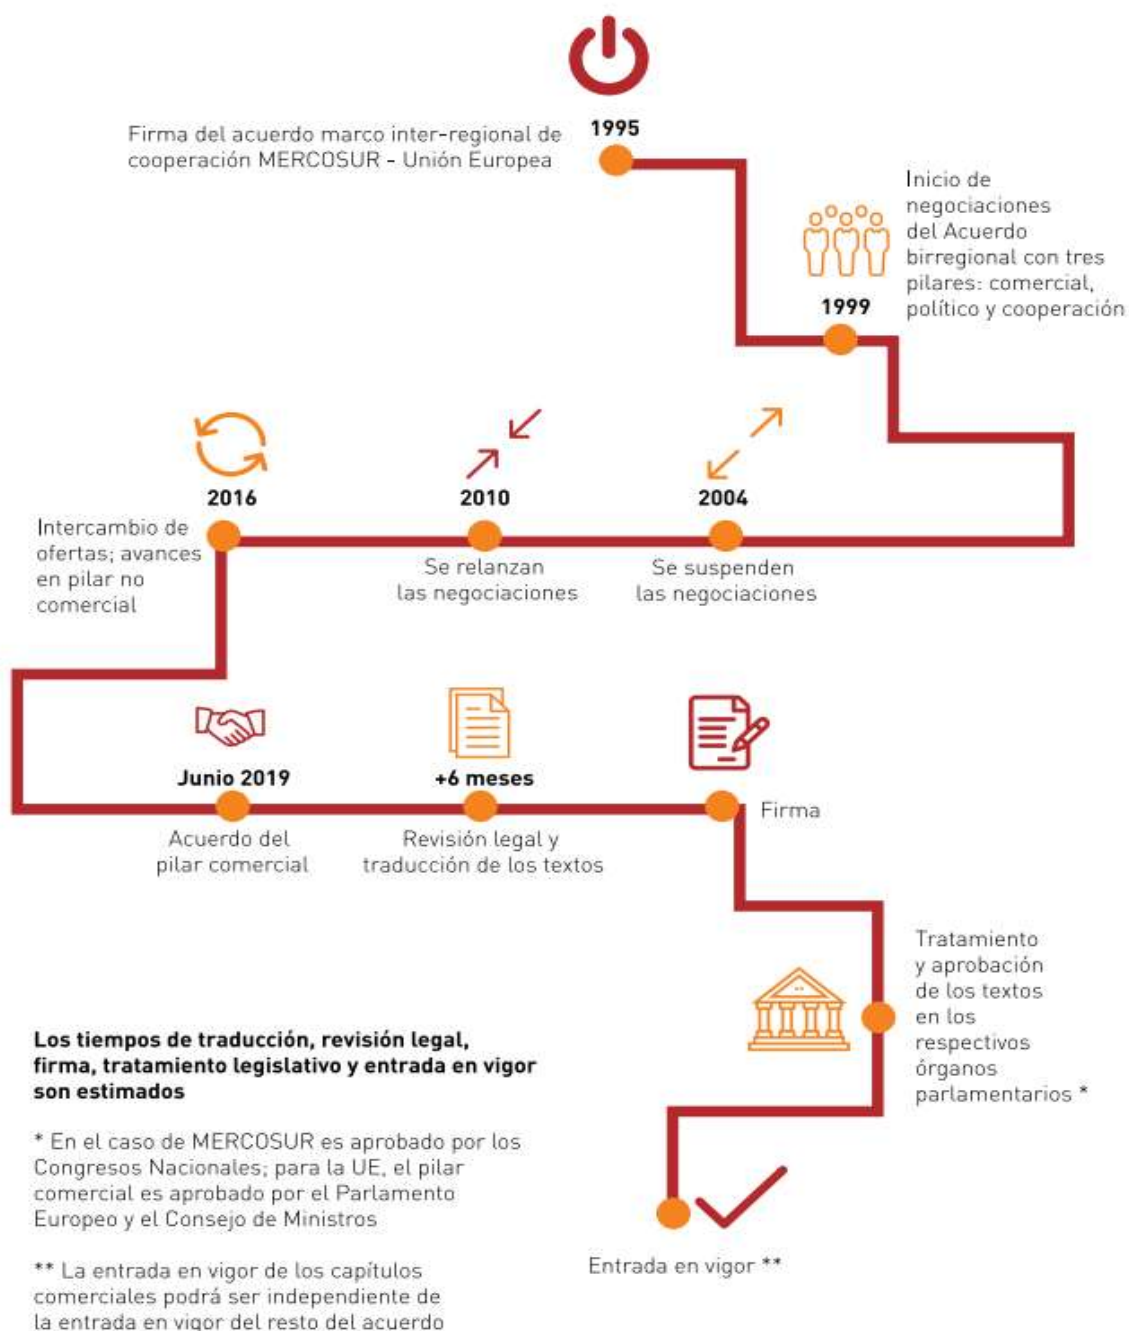 1995
Firma del acuerdo marco inter-regional de
cooperación MERCOSUR - Unión Europea
Inicio de
negociaciones
del Acuerdo
birregional con tres
pilares: comercial,
político y cooperación
1999
2004
Se suspenden
las negociaciones
2010
Se relanzan
las negociaciones
2016
Intercambio de
ofertas; avances
en pilar no
comercial
Junio 2019
Acuerdo del
pilar comercial
+6 meses
Revisión legal y
traducción de los textos
Firma
Tratamiento
y aprobación
de los textos
en los
respectivos
órganos
parlamentarios *
Entrada en vigor **
Los tiempos de traducción, revisión legal,
firma, tratamiento legislativo y entrada en vigor
son estimados
* En el caso de MERCOSUR es aprobado por los
Congresos Nacionales; para la UE, el pilar
comercial es aprobado por el Parlamento
Europeo y el Consejo de Ministros
** La entrada en vigor de los capítulos
comerciales podrá ser independiente de
la entrada en vigor del resto del acuerdo